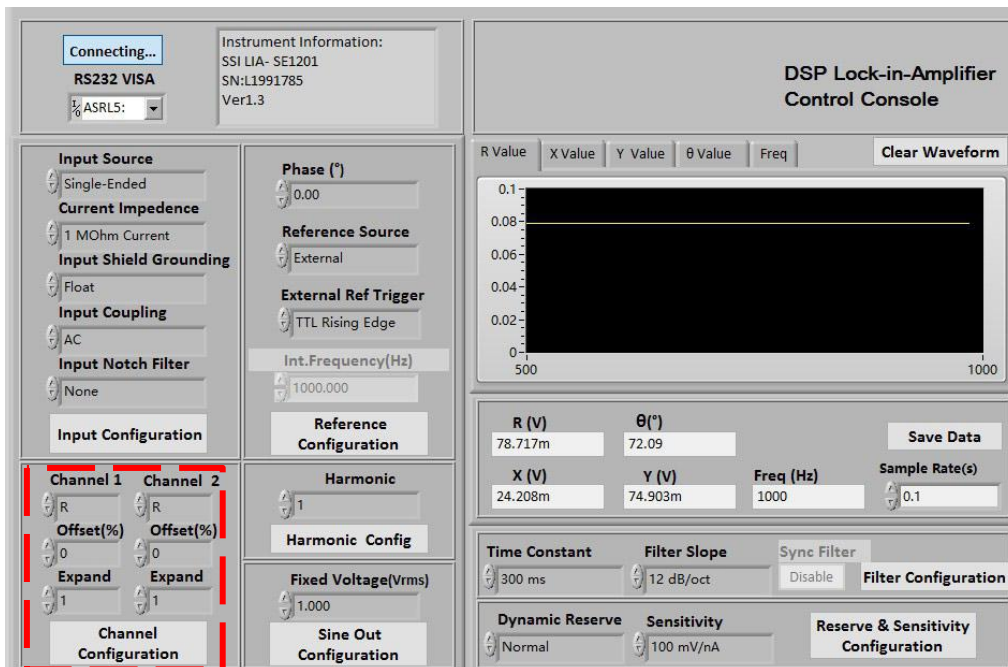 Connecting...
RS232 VISA
ASRL5:
Instrument Information:
SSI LIA- SE1201
SN:L1991785
Ver1.3
DSP Lock-in-Amplifier
Control Console
Input Source
Single-Ended
Current Impedence
1 MOhm Current
Input Shield Grounding
Float
Input Coupling
AC
Input Notch Filter
None
Input Configuration
Phase (°)
0.00
Reference Source
External
External Ref Trigger
TTL Rising Edge
Int.Frequency(Hz)
1000.000
Reference
Configuration
R Value X Value Y Value θ Value Freq
Clear Waveform
0.1
0.08
0.06
0.04
0.02
0
500 1000
R (V) θ(°)
78.717m 72.09
X (V) Y (V) Freq (Hz)
24.208m 74.903m 1000
Save Data
Sample Rate(s)
0.1
Channel 1 Channel 2
R R
Offset(%) Offset(%)
0 0
Expand Expand
1 1
Channel
Configuration
Harmonic
1
Harmonic Config
Fixed Voltage(Vrms)
1.000
Sine Out
Configuration
Time Constant Filter Slope Sync Filter
300 ms 12 dB/oct Disable Filter Configuration
Dynamic Reserve Sensitivity
Normal 100 mV/nA
Reserve & Sensitivity
Configuration